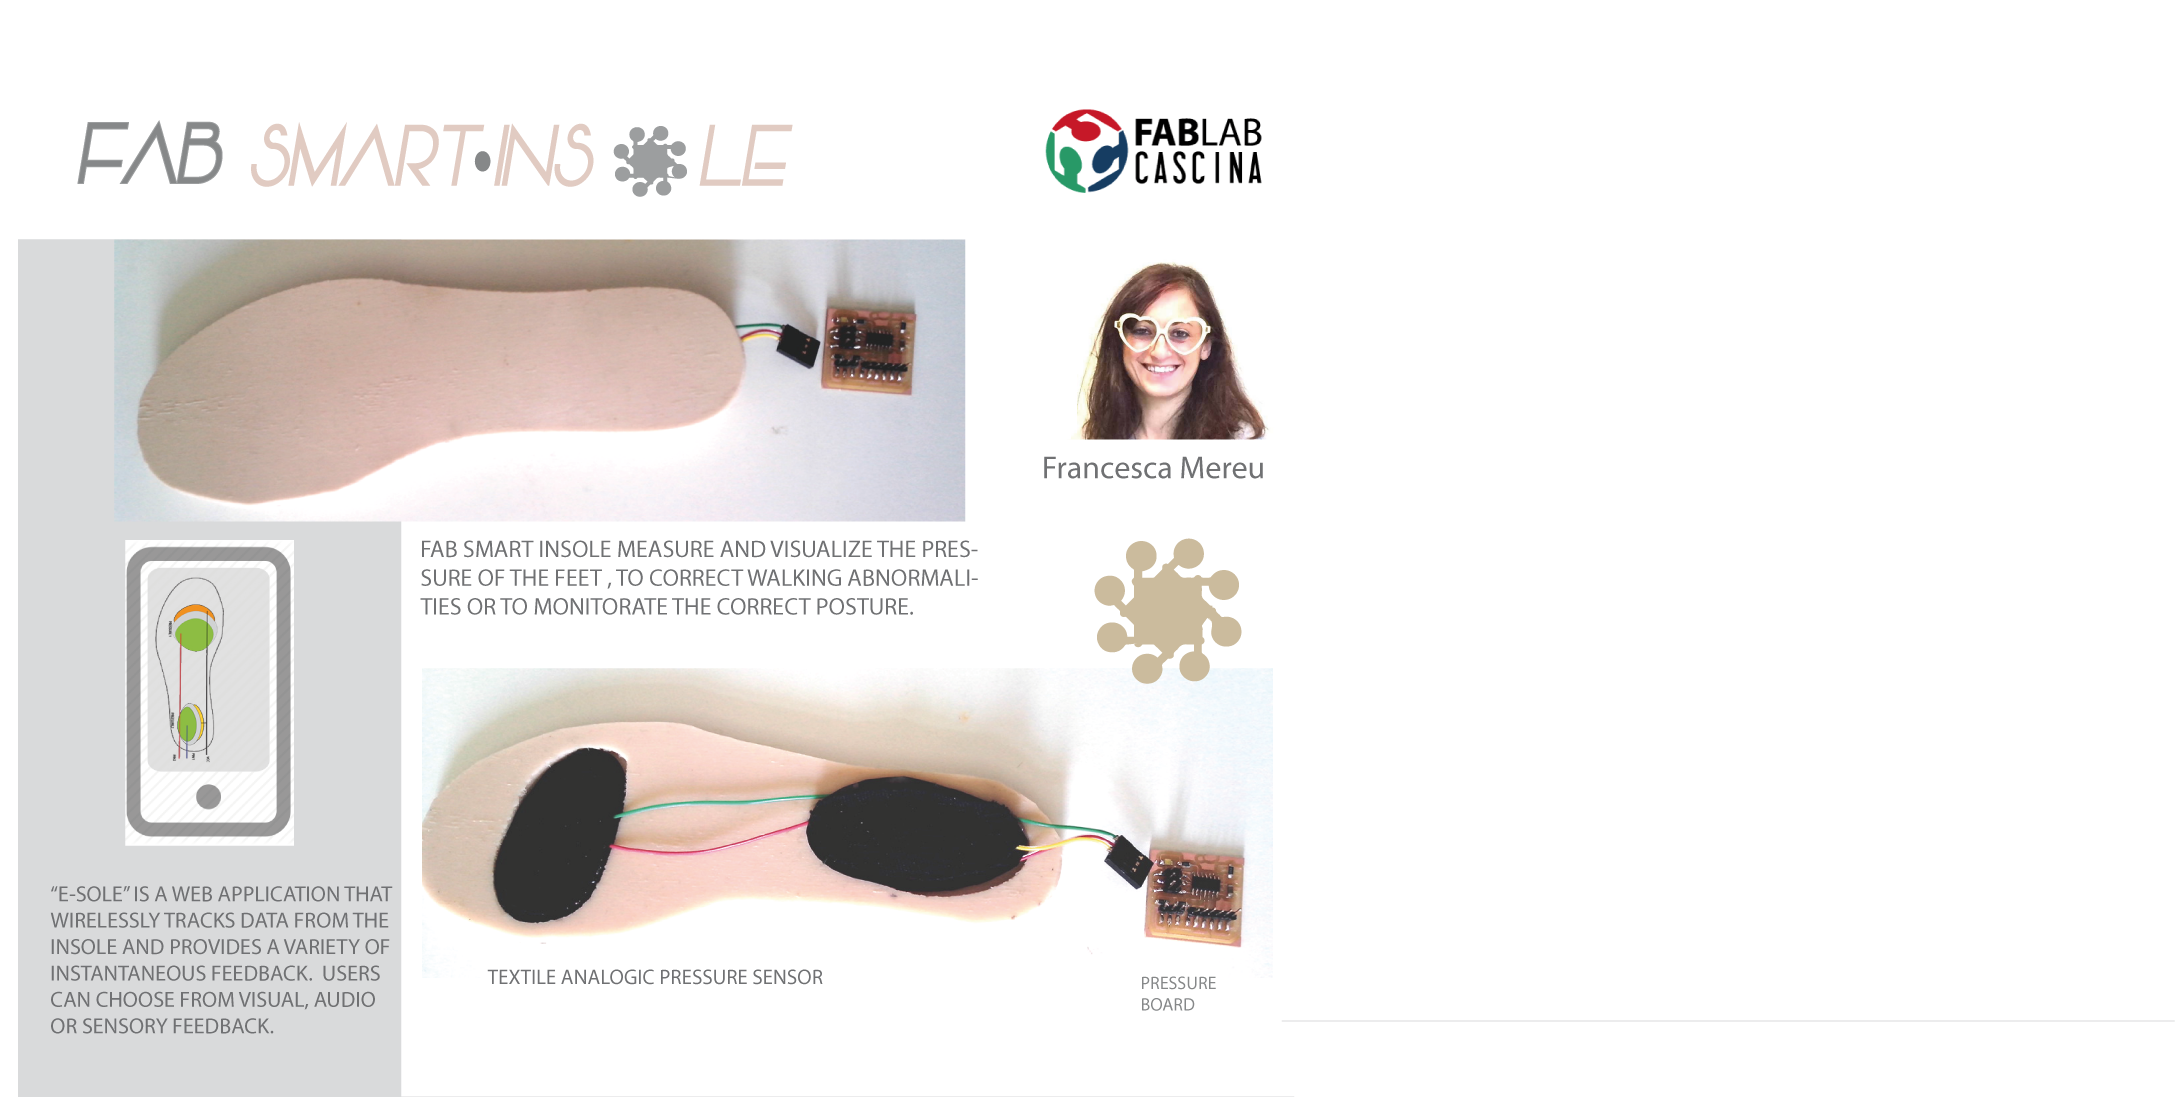 FAB SMART·INS LE
FABLAB
CASCINA
Francesca Mereu
FAB SMART INSOLE MEASURE AND VISUALIZE THE PRES-
SURE OF THE FEET , TO CORRECT WALKING ABNORMALI-
TIES OR TO MONITORATE THE CORRECT POSTURE.
“E-SOLE” IS A WEB APPLICATION THAT
WIRELESSLY TRACKS DATA FROM THE
INSOLE AND PROVIDES A VARIETY OF
INSTANTANEOUS FEEDBACK.  USERS
CAN CHOOSE FROM VISUAL, AUDIO
OR SENSORY FEEDBACK.
TEXTILE ANALOGIC PRESSURE SENSOR
PRESSURE
BOARD